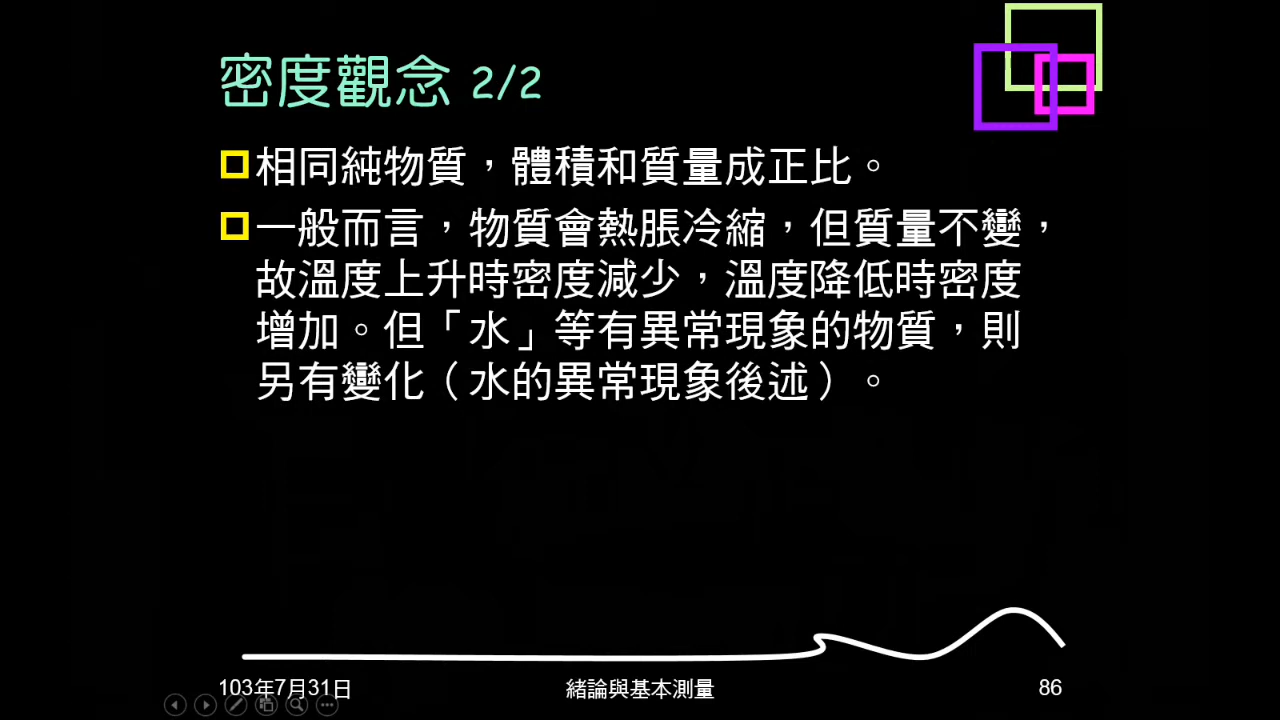 密度觀念 2/2
相同純物質，體積和質量成正比。
一般而言，物質會熱脹冷縮，但質量不變，
故溫度上升時密度減少，溫度降低時密度
增加。但「水」等有異常現象的物質，則
另有變化（水的異常現象後述）。
103年7月31日
緒論與基本測量
86